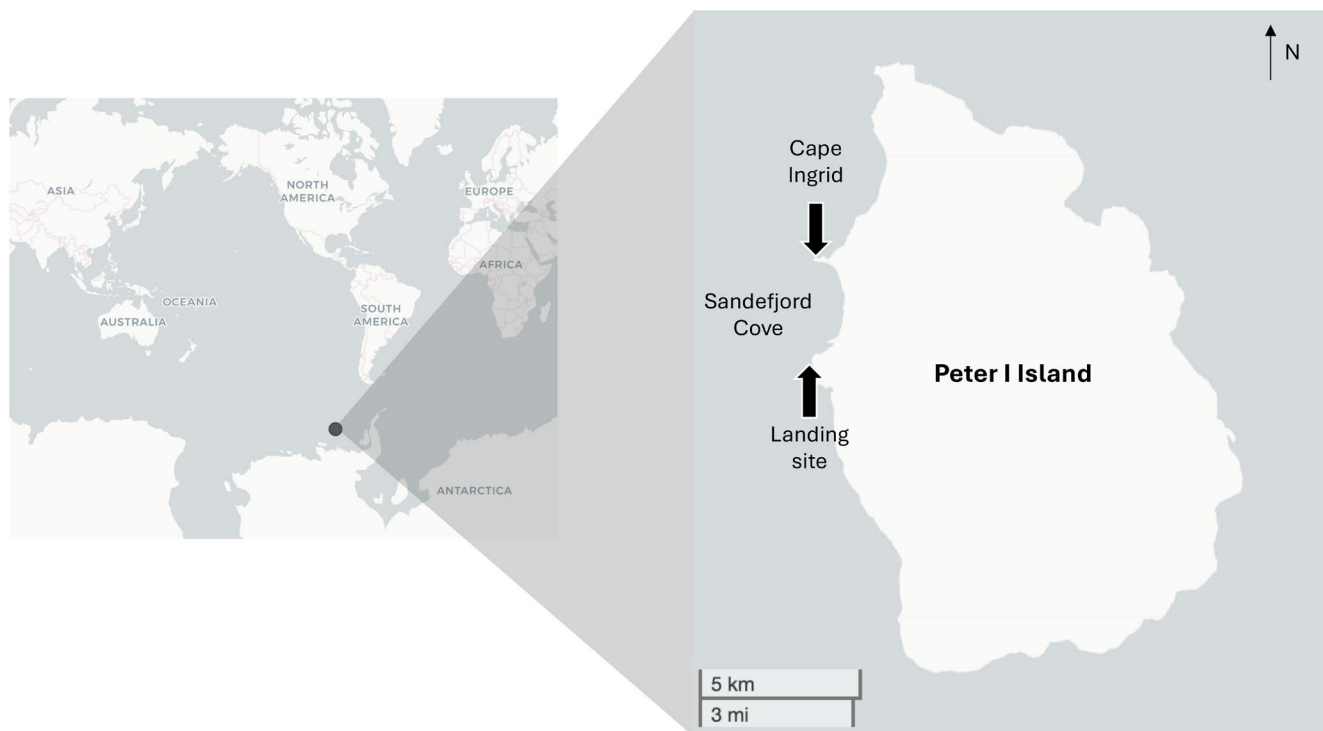 ASIA
NORTH
AMERICA
EUROPE
AFRICA
OCEANIA
AUSTRALIA
SOUTH
AMERICA
ANTARCTICA
N
Cape
Ingrid
Sandefjord
Cove
Peter I Island
Landing
site
5 km
3 mi